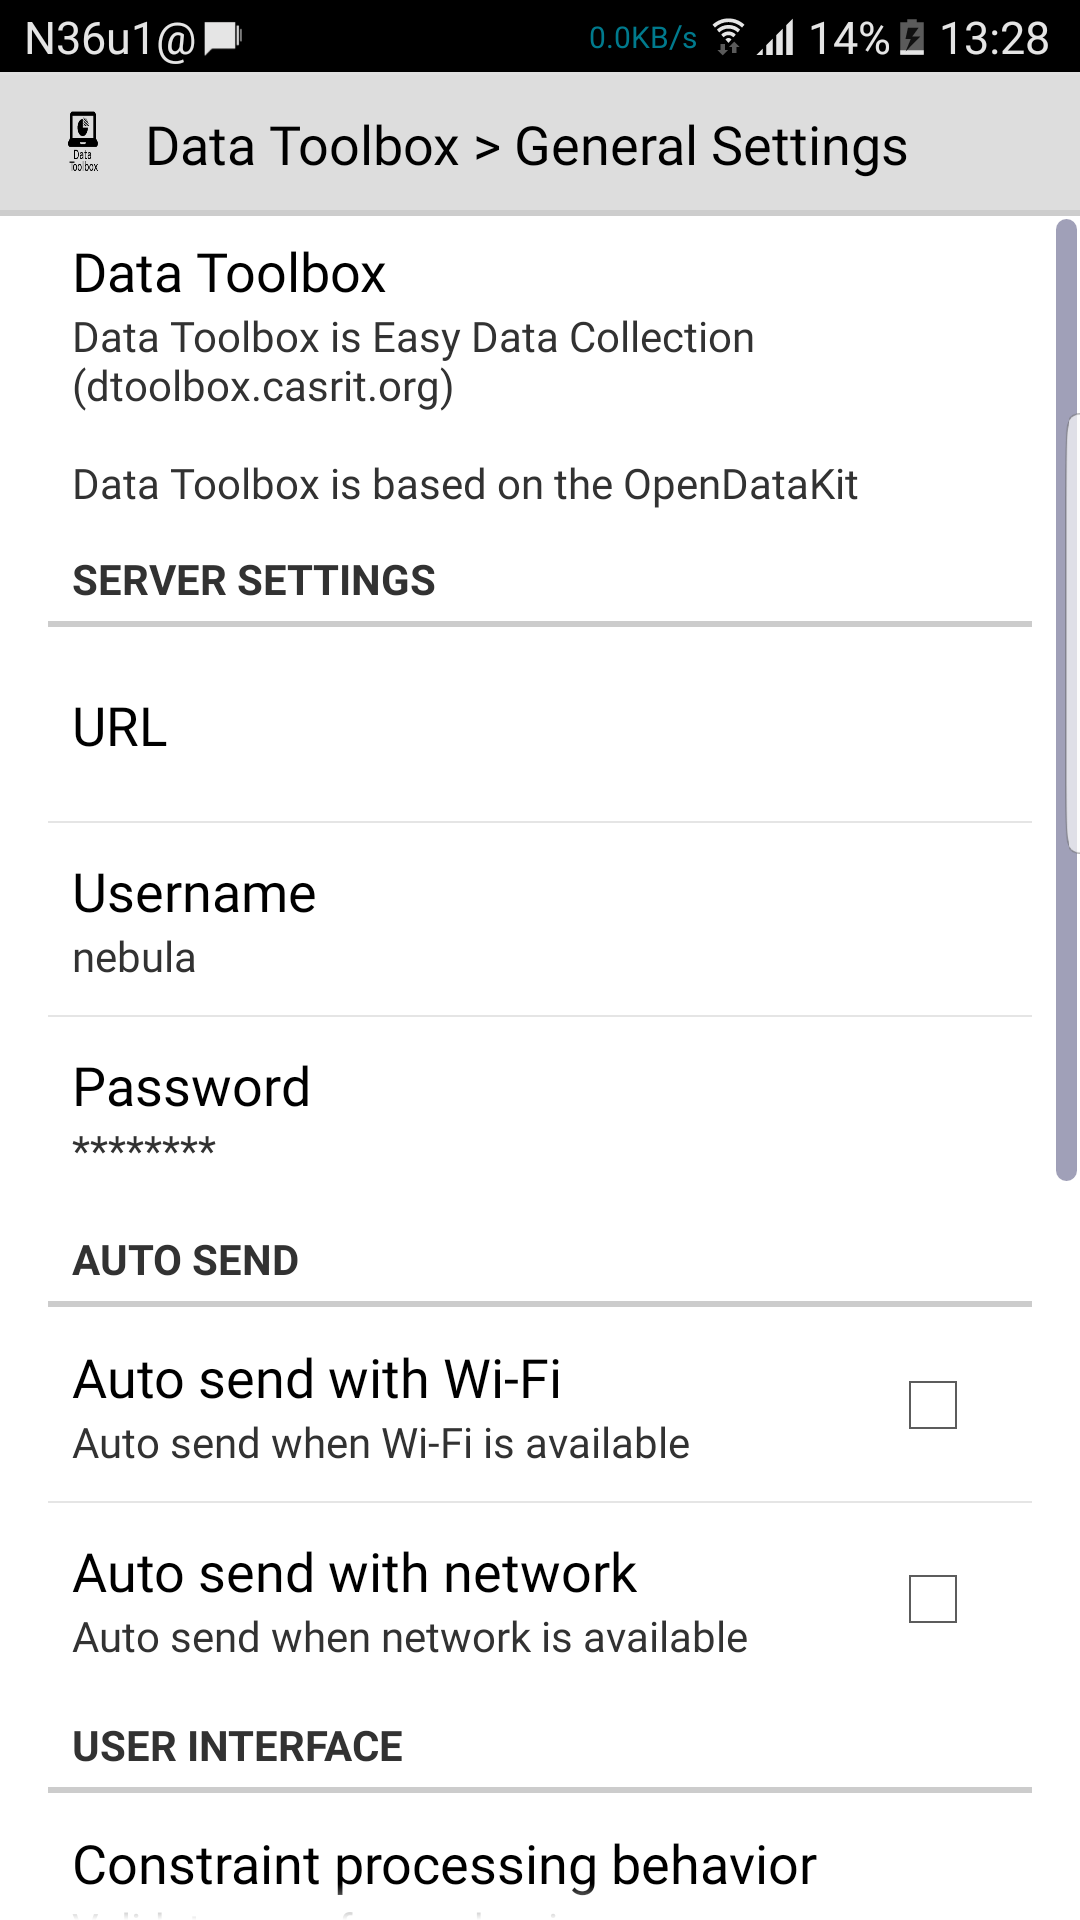 N36u1@ 0.0KB/s 14% 13:28
Data
Toolbox
Data Toolbox > General Settings
Data Toolbox
Data Toolbox is Easy Data Collection
(dtoolbox.casrit.org)
Data Toolbox is based on the OpenDataKit
SERVER SETTINGS
URL
Username
nebula
Password
********
AUTO SEND
Auto send with Wi-Fi
Auto send when Wi-Fi is available
Auto send with network
Auto send when network is available
USER INTERFACE
Constraint processing behavior